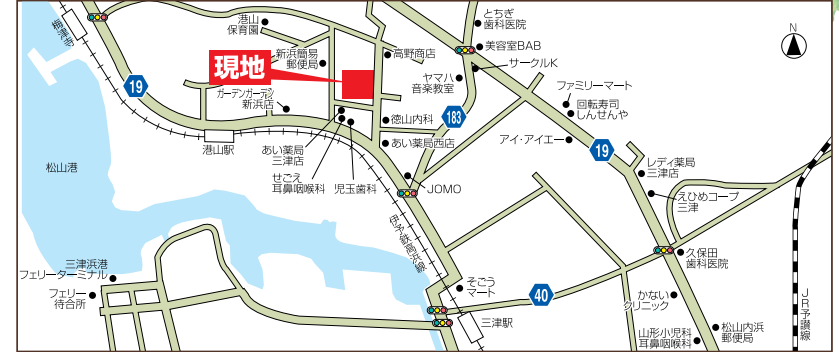 梅津寺
港山
保育園
新浜簡易
郵便局
現地
高野商店
とちぎ
歯科医院
美容室BAB
サークルK
ヤマハ
音楽教室
ファミリーマート
回転寿司
しんせんや
N
19
ガーデンガーデン
新浜店
港山駅
あい薬局
三津店
せごえ
耳鼻咽喉科
児玉歯科
徳山内科
あい薬局西店
183
アイ・アイエー
19
レディ薬局
三津店
えひめコープ
三津
松山港
JOMO
伊予鉄高浜線
久保田
歯科医院
三津浜港
フェリーターミナル
フェリー
待合所
そごう
マート
40
三津駅
かない
クリニック
山形小児科
耳鼻咽喉科
松山内浜
郵便局
JR予讃線